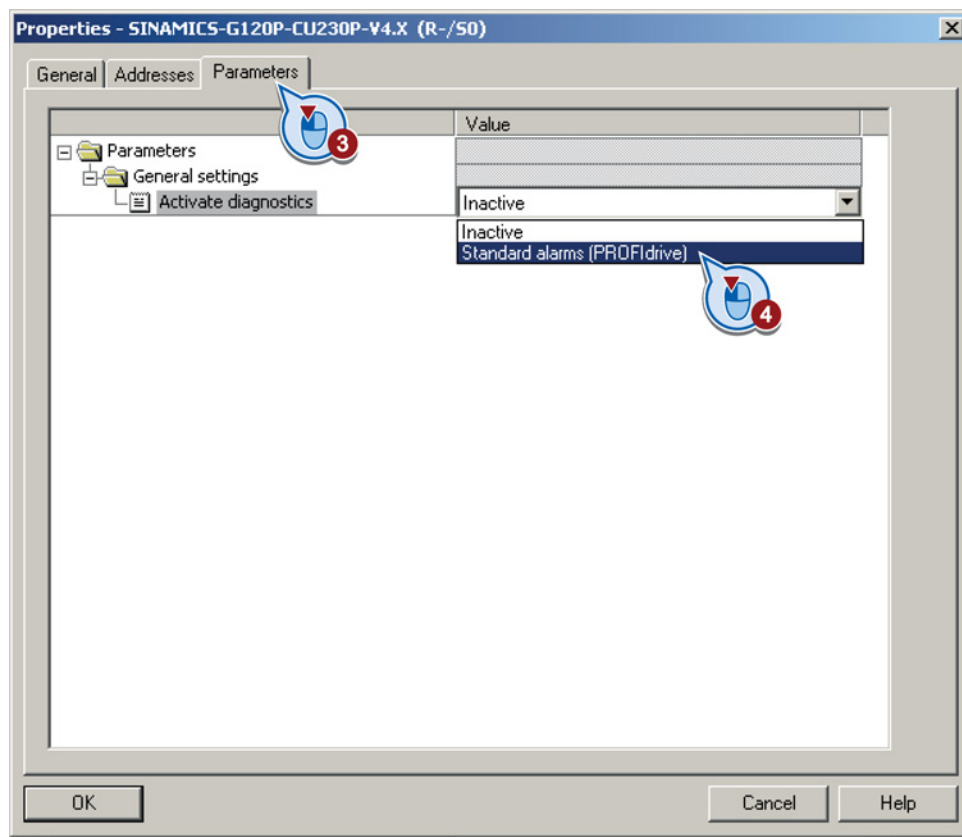 Properties - SINAMICS-G120P-CU230P-V4.X (R-/S0)
General Addresses Parameters
3
Value
Parameters
General settings
Activate diagnostics Inactive
Inactive
Standard alarms (PROFIdrive)
4
OK Cancel Help